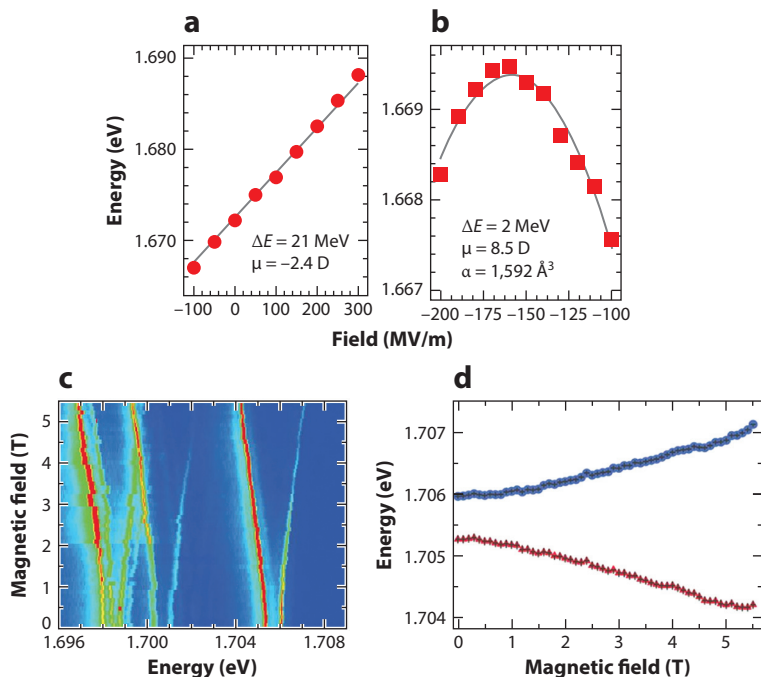 a
b
1.690
1.680
1.670
Energy (eV)
ΔE = 21 MeV
μ = –2.4 D
–100
0
100
200
300
1.669
1.668
1.667
ΔE = 2 MeV
μ = 8.5 D
α = 1,592 Å³
–200
–175
–150
–125
–100
Field (MV/m)
c
d
5
4
3
2
1
0
Magnetic field (T)
1.696
1.700
1.704
1.708
Energy (eV)
1.707
1.706
1.705
1.704
Energy (eV)
0
1
2
3
4
5
Magnetic field (T)